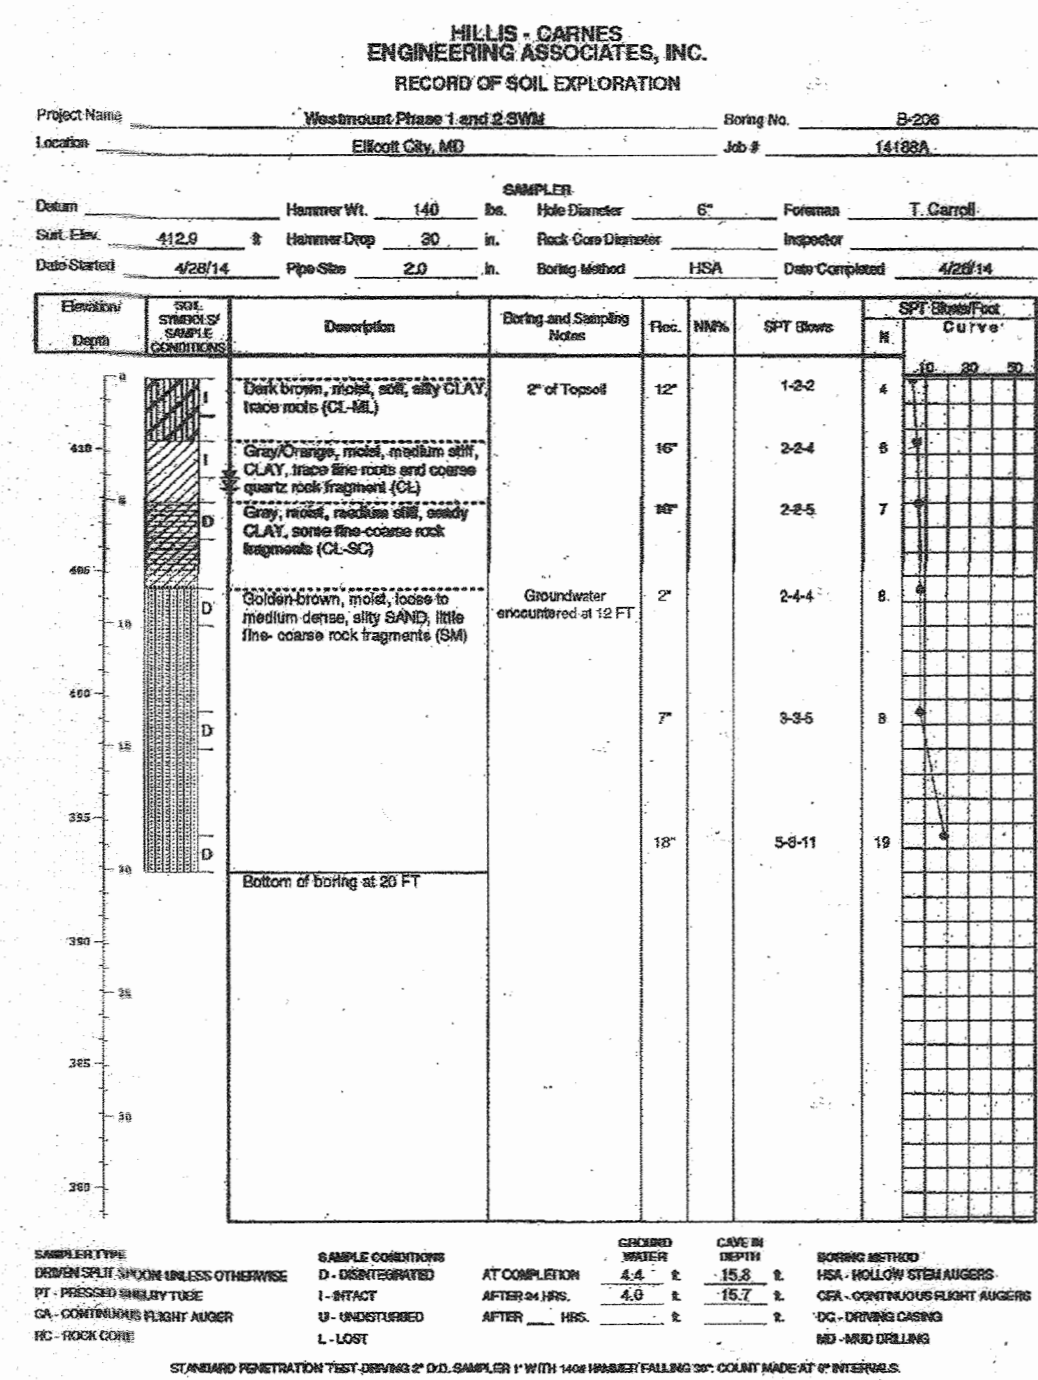 HILLIS - CARNES
ENGINEERING ASSOCIATES, INC.
RECORD OF SOIL EXPLORATION
Project Name Westmount Phase 1 and 2 SWM Boring No. B-206
Location Ellicott City, MD Job # 14188A
SAMPLER
Datum Hammer Wt. 140 lbs. Hole Diameter 6" Foreman T. Carroll
Surf. Elev. 412.9 ft Hammer Drop 30 in. Rock Core Diameter Inspector
Date Started 4/28/14 Pipe Size 2.0 in. Boring Method HSA Date Completed 4/28/14
Elevation/ Depth SOIL SYMBOLS/ SAMPLE CONDITIONS Description Boring and Sampling Notes Rec. NM% SPT Blows N SPT Blows/Foot Curve
10 30 50
0 I Dark brown, moist, soft, silty CLAY, 2" of Topsoil 12" 1-2-2 4
trace roots (CL-ML)
410 I Gray/Orange, moist, medium stiff, 16" 2-2-4 6
CLAY, trace fine roots and coarse
quartz rock fragment (CL)
5 D Gray, moist, medium stiff, sandy 2-2-5 7
CLAY, some fine-coarse rock
fragments (CL-SC)
405
D Golden-brown, moist, loose to Groundwater 2" 2-4-4 8
10 medium dense, silty SAND, little encountered at 12 FT
fine- coarse rock fragments (SM)
400
D 7" 3-3-5 8
15
395
D 18" 5-8-11 19
20 Bottom of boring at 20 FT
390
25
385
30
380
SAMPLER TYPE SAMPLE CONDITIONS GROUND WATER CAVE IN DEPTH BORING METHOD
DRIVEN SPLIT SPOON UNLESS OTHERWISE D - DISINTEGRATED AT COMPLETION 4.4 ft. 15.8 ft. HSA - HOLLOW STEM AUGERS
PT - PRESSED SHELBY TUBE I - INTACT AFTER 24 HRS. 4.0 ft. 15.7 ft. CFA - CONTINUOUS FLIGHT AUGERS
CA - CONTINUOUS FLIGHT AUGER U - UNDISTURBED AFTER ___ HRS. ft. ft. DC - DRIVING CASING
RC - ROCK CORE L - LOST MD - MUD DRILLING
STANDARD PENETRATION TEST-DRIVING 2" O.D. SAMPLER 1' WITH 140# HAMMER FALLING 30": COUNT MADE AT 6" INTERVALS.